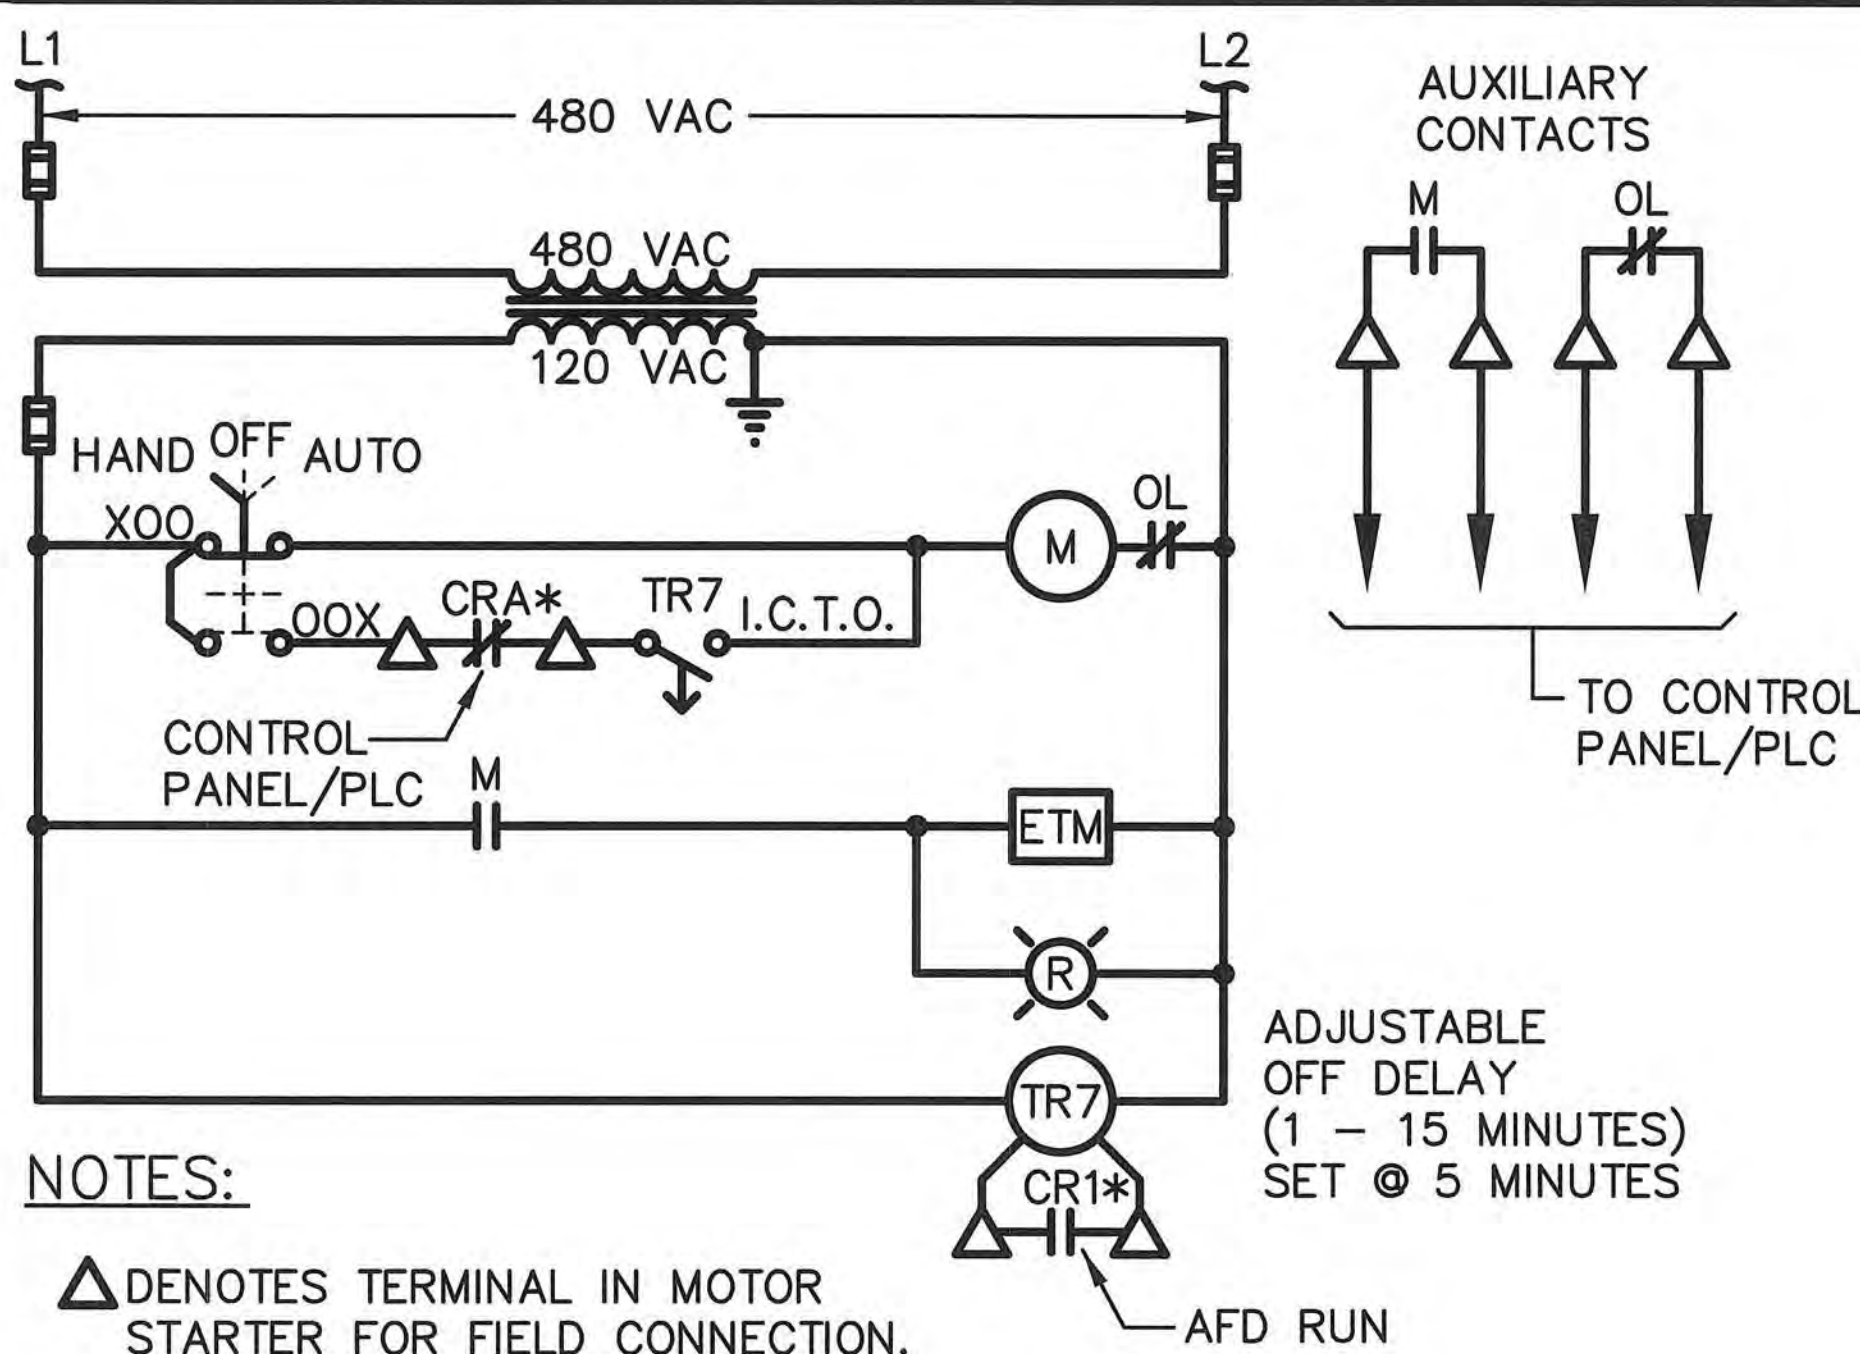 L1
L2
480 VAC
AUXILIARY
CONTACTS
M
OL
480 VAC
120 VAC
HAND OFF AUTO
XOO
OL
M
OOX
CRA*
TR7
I.C.T.O.
CONTROL
PANEL/PLC
TO CONTROL
PANEL/PLC
M
ETM
R
ADJUSTABLE
OFF DELAY
(1 – 15 MINUTES)
SET @ 5 MINUTES
TR7
CR1*
AFD RUN
NOTES:
DENOTES TERMINAL IN MOTOR
STARTER FOR FIELD CONNECTION.